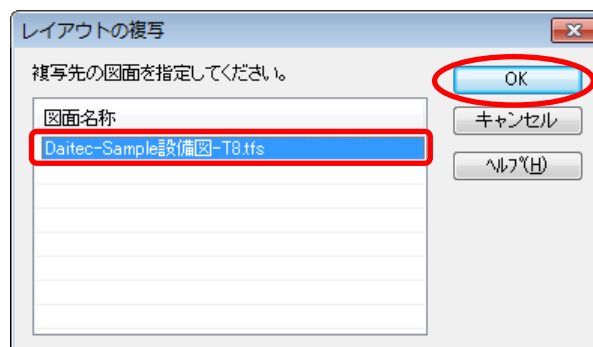 レイアウトの複写
複写先の図面を指定してください。
OK
図面名称
キャンセル
Daitec-Sample設備図-T8.tfs
ﾍﾙﾌﾟ(H)